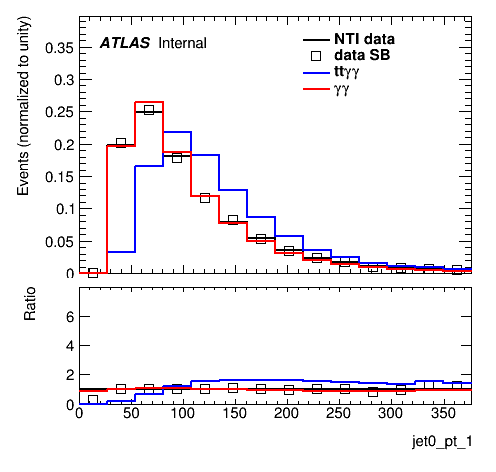 ATLAS Internal
NTI data
data SB
ttγγ
γγ
Events (normalized to unity)
0.35
0.3
0.25
0.2
0.15
0.1
0.05
0
Ratio
6
4
2
0
0 50 100 150 200 250 300 350
jet0_pt_1